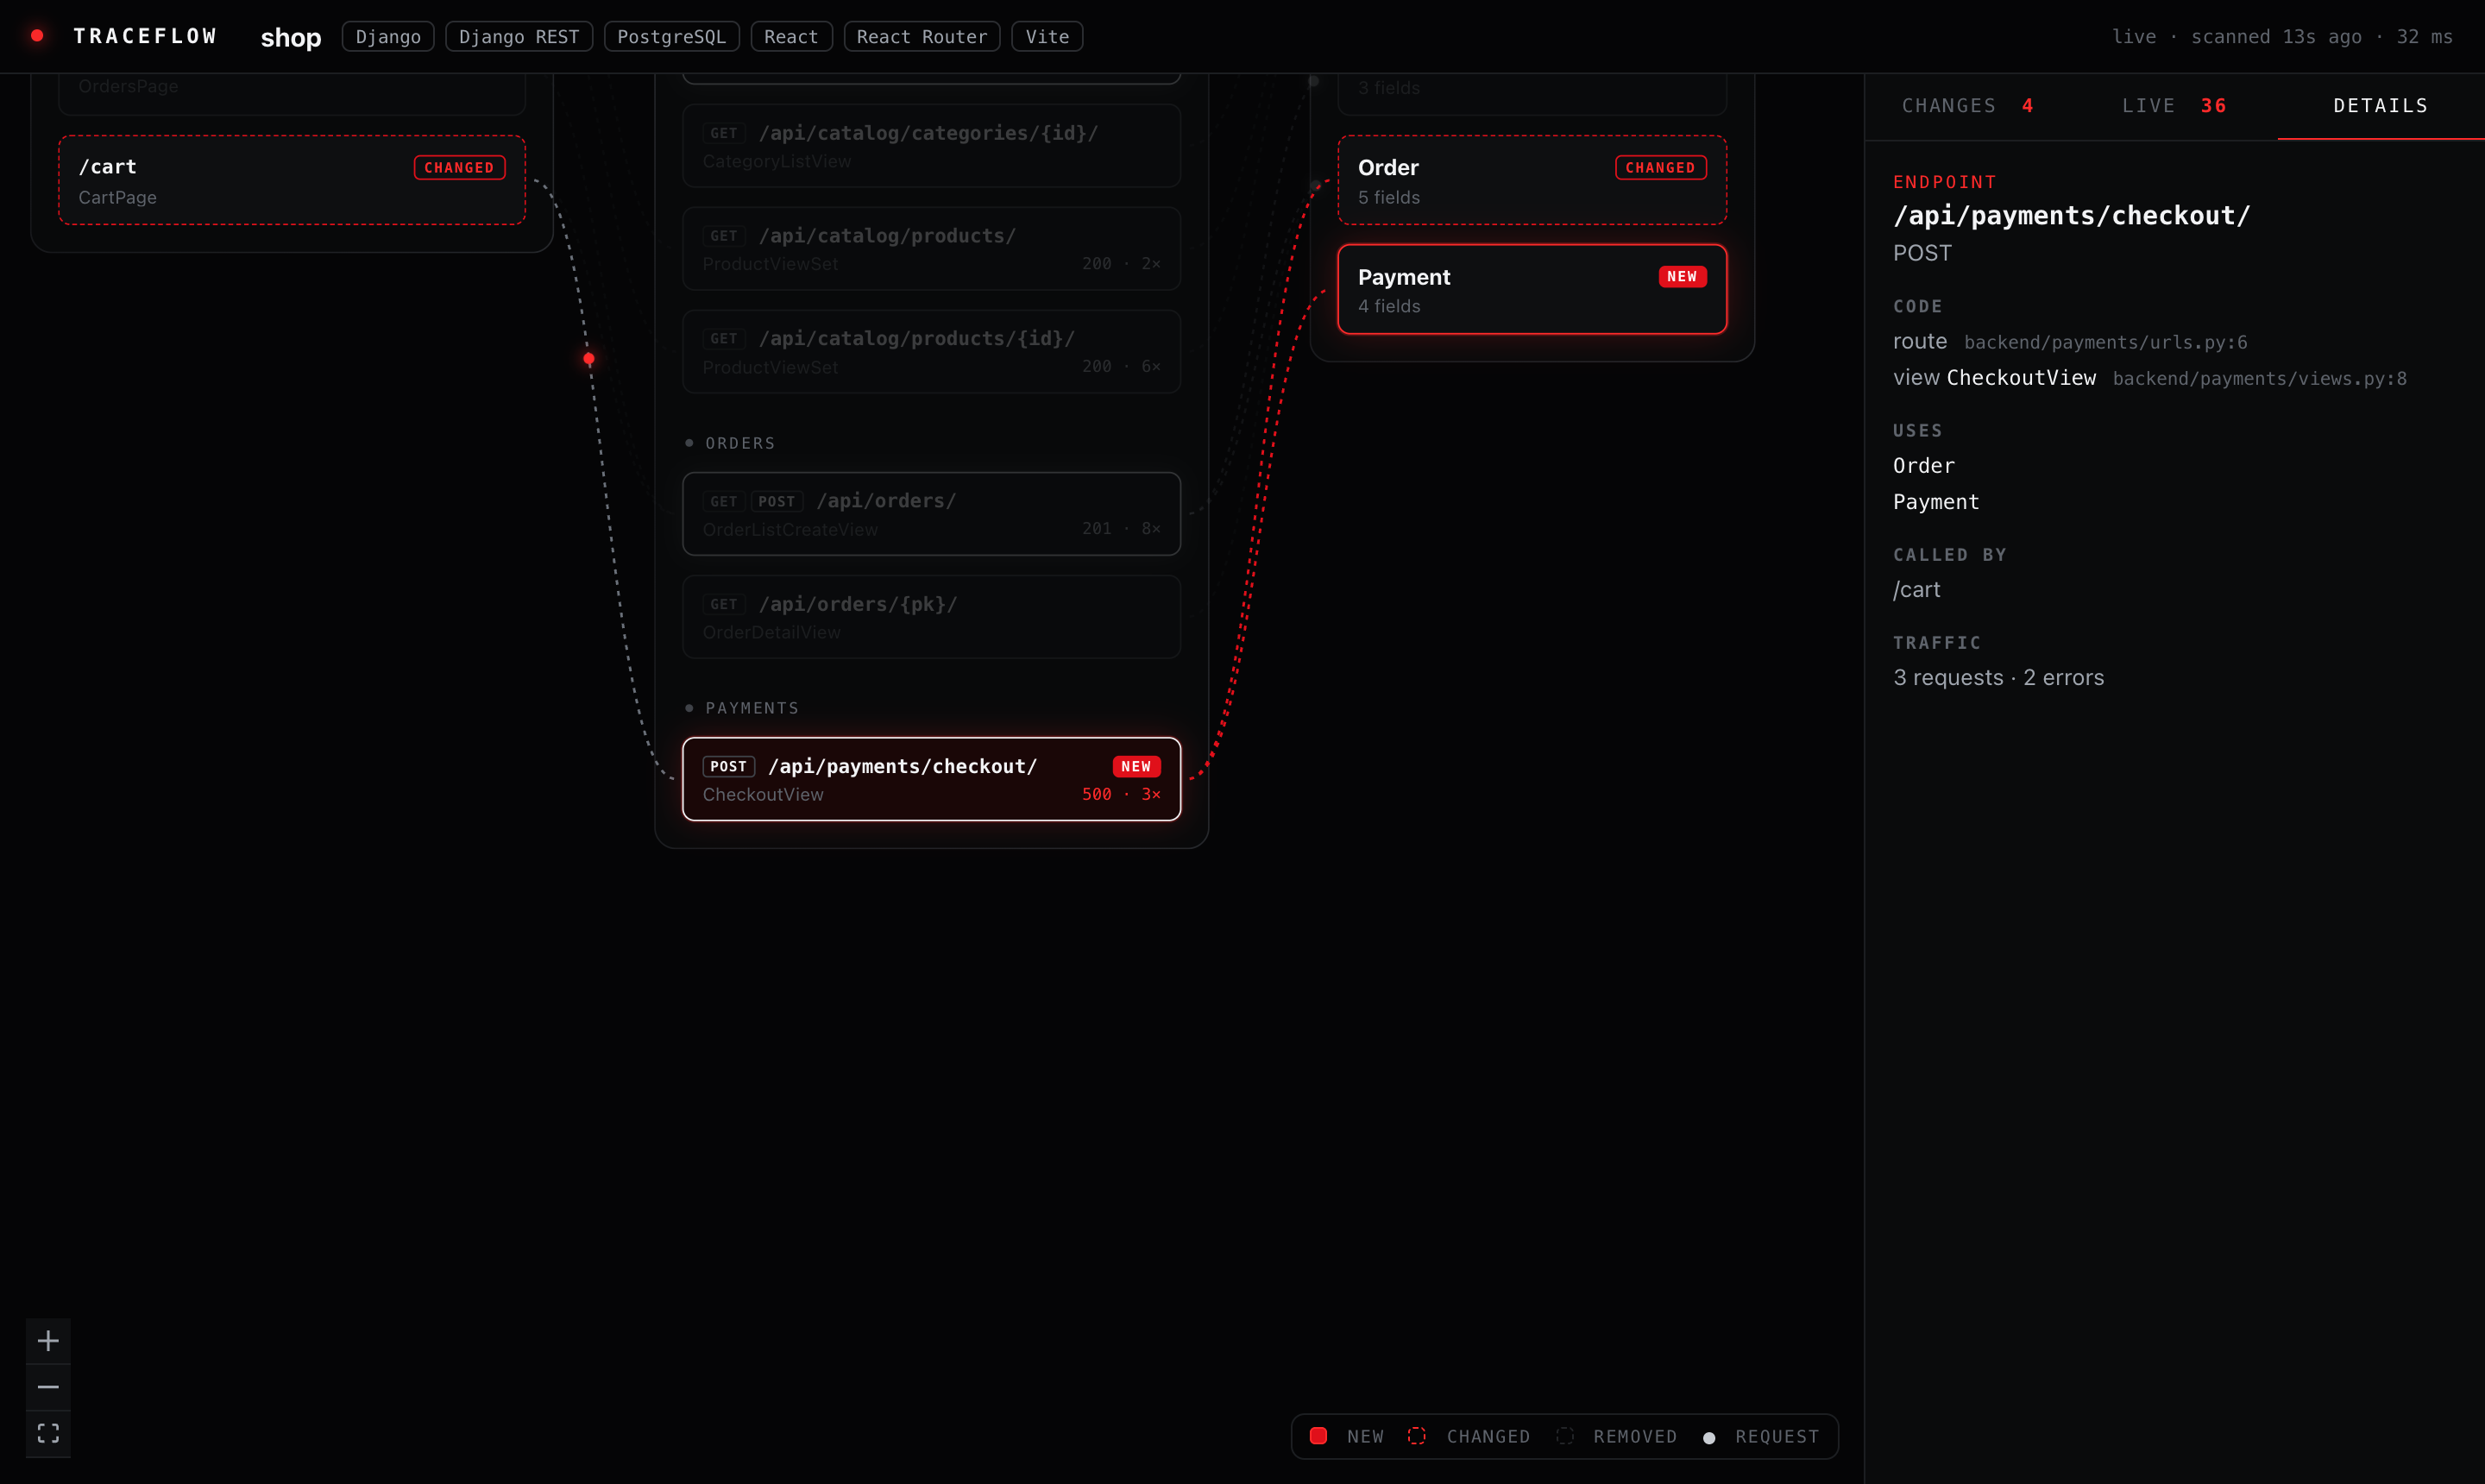 TRACEFLOW shop Django Django REST PostgreSQL React React Router Vite live · scanned 13s ago · 32 ms
OrdersPage
/cart CHANGED
CartPage
GET /api/catalog/categories/{id}/
CategoryListView
GET /api/catalog/products/
ProductViewSet 200 · 2×
GET /api/catalog/products/{id}/
ProductViewSet 200 · 6×
ORDERS
GET POST /api/orders/
OrderListCreateView 201 · 8×
GET /api/orders/{pk}/
OrderDetailView
PAYMENTS
POST /api/payments/checkout/ NEW
CheckoutView 500 · 3×
3 fields
Order CHANGED
5 fields
Payment NEW
4 fields
NEW CHANGED REMOVED REQUEST
CHANGES 4 LIVE 36 DETAILS
ENDPOINT
/api/payments/checkout/
POST
CODE
route backend/payments/urls.py:6
view CheckoutView backend/payments/views.py:8
USES
Order
Payment
CALLED BY
/cart
TRAFFIC
3 requests · 2 errors